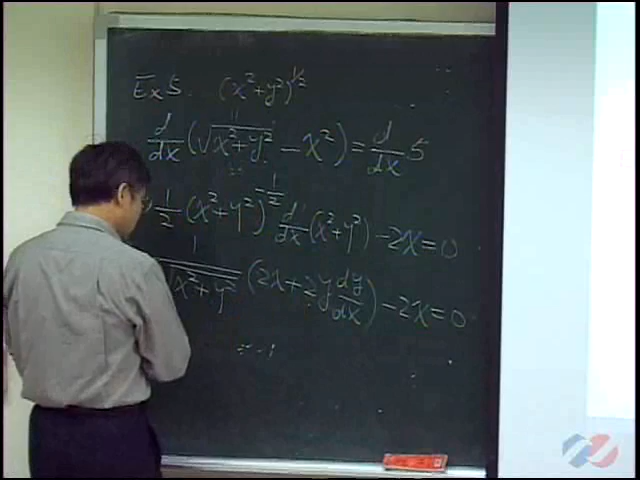 Ex 5. (x²+y²)^{1/2}
d/dx (√(x²+y²) − x²) = d/dx 5
1/2 (x²+y²)^{−1/2} d/dx (x²+y²) − 2x = 0
1/√(x²+y²) (2x + 2y dy/dx) − 2x = 0